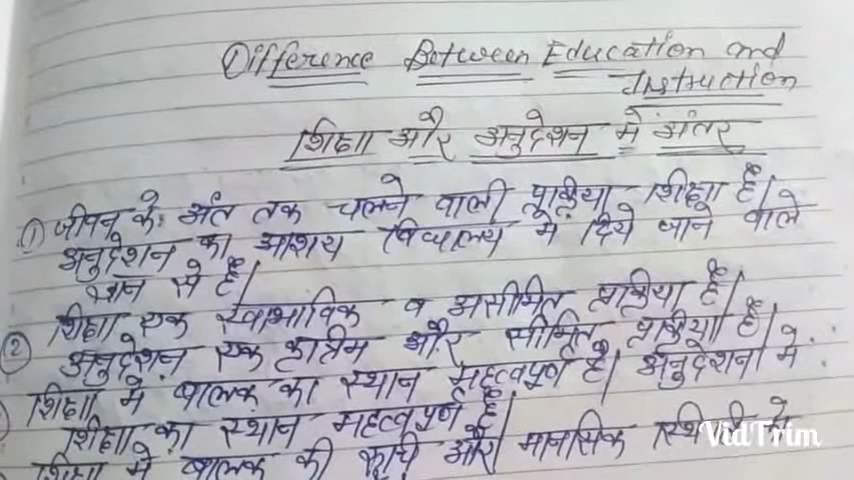 Difference Between Education and
Instruction
शिक्षा और अनुदेशन में अंतर
① जीवन के अंत तक चलने वाली प्रक्रिया शिक्षा है।
अनुदेशन का आशय विद्यालय में दिये जाने वाले
ज्ञान से है।
② शिक्षा एक स्वाभाविक व असीमित प्रक्रिया है।
अनुदेशन एक कृत्रिम और सीमित प्रक्रिया है।
शिक्षा में बालक का स्थान महत्वपूर्ण है। अनुदेशन में
शिक्षा का स्थान महत्वपूर्ण है।
शिक्षा में बालक की रूचि और मानसिक
VidTrim